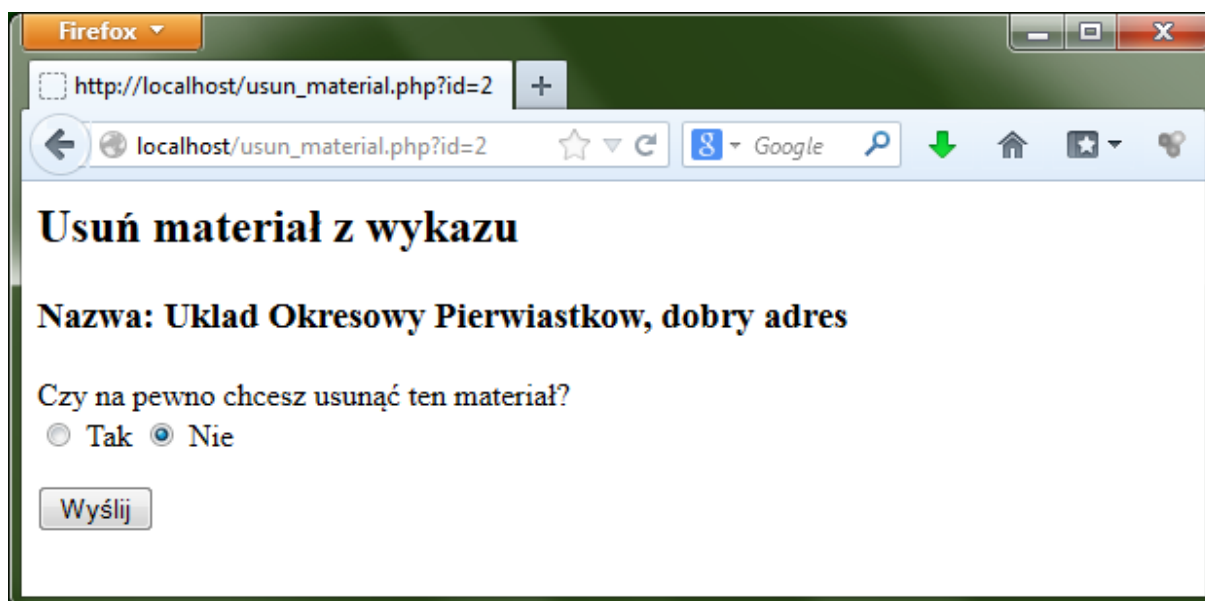 Firefox
http://localhost/usun_material.php?id=2
localhost/usun_material.php?id=2
8 Google
Usuń materiał z wykazu
Nazwa: Uklad Okresowy Pierwiastkow, dobry adres
Czy na pewno chcesz usunąć ten materiał?
Tak Nie
Wyślij